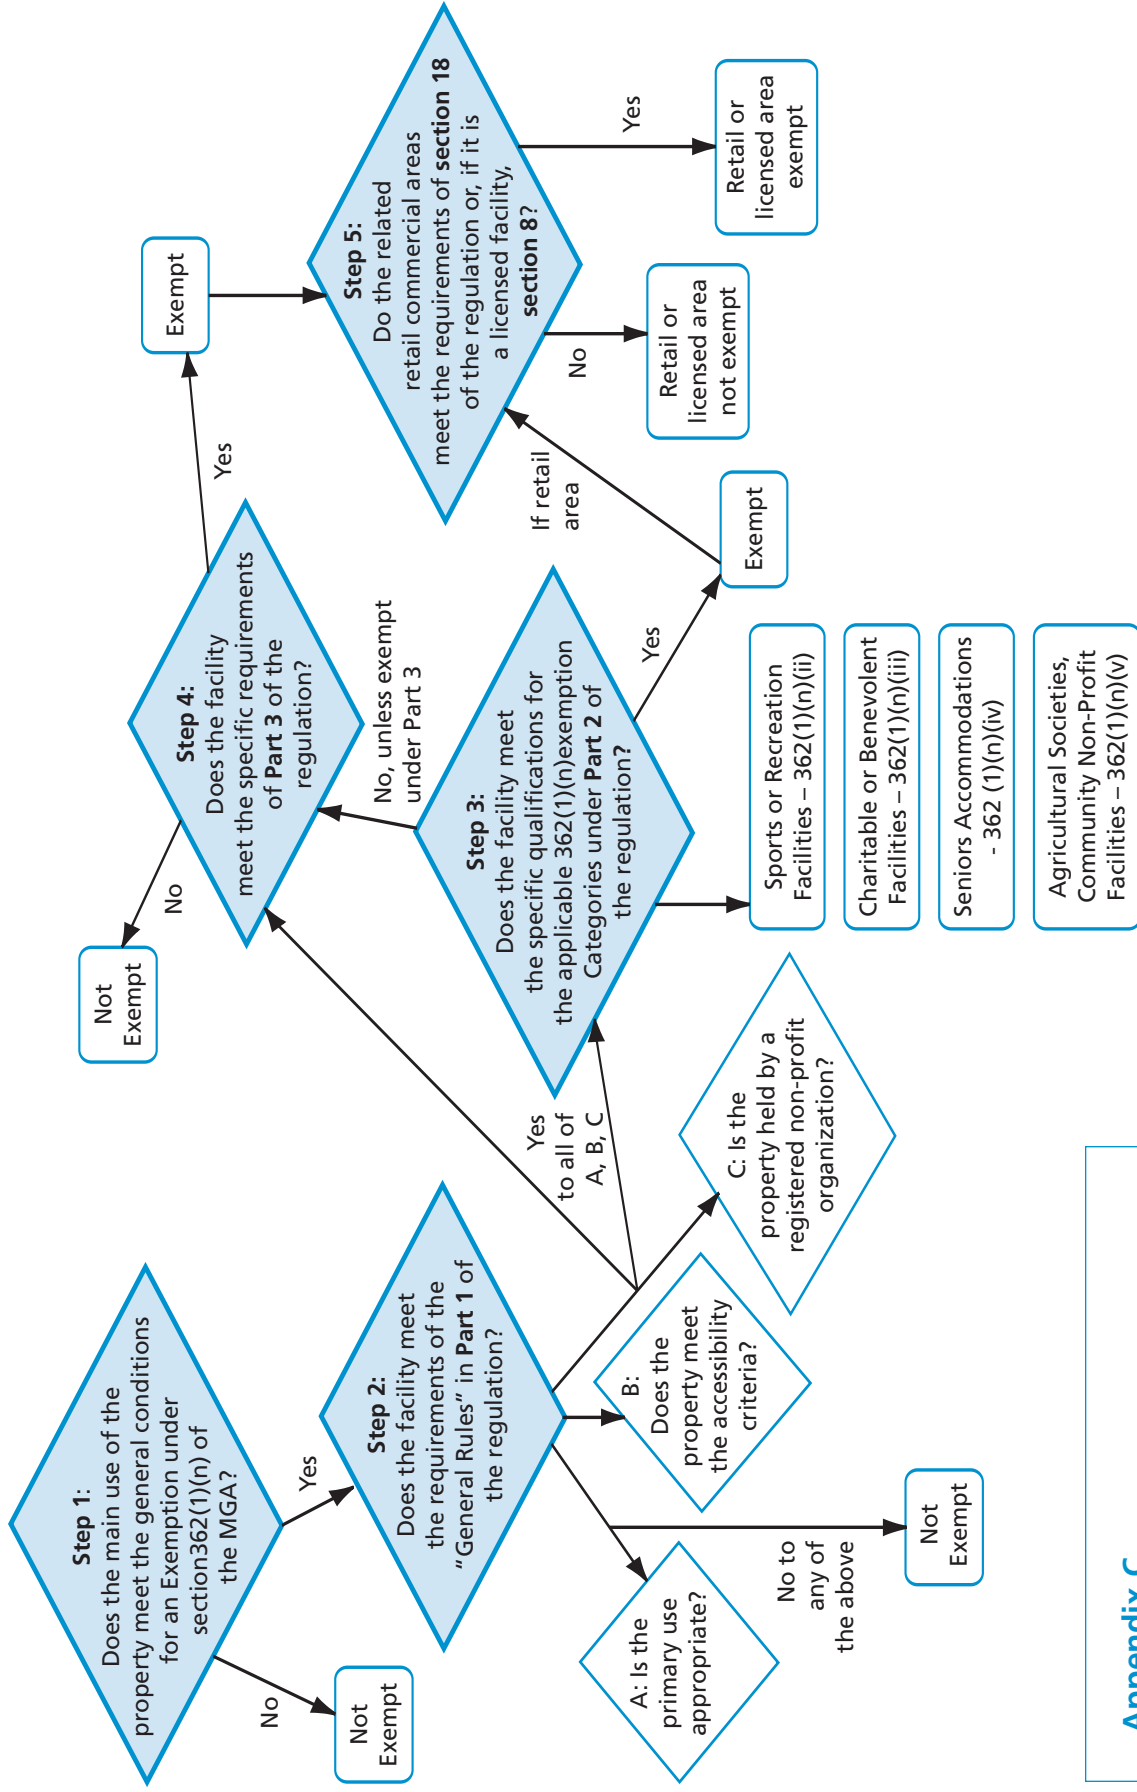 Step 1:
Does the main use of the
property meet the general conditions
for an Exemption under
section362(1)(n) of
the MGA?
No
Not
Exempt
Yes
Step 2:
Does the facility meet
the requirements of the
“General Rules” in Part 1 of
the regulation?
A: Is the
primary use
appropriate?
B:
Does the
property meet
the accessibility
criteria?
C: Is the
property held by a
registered non-profit
organization?
No to
any of
the above
Not
Exempt
Yes
to all of
A, B, C
Step 3:
Does the facility meet
the specific qualifications for
the applicable 362(1)(n)exemption
Categories under Part 2 of
the regulation?
Sports or Recreation
Facilities – 362(1)(n)(ii)
Charitable or Benevolent
Facilities – 362(1)(n)(iii)
Seniors Accommodations
- 362 (1)(n)(iv)
Agricultural Societies,
Community Non-Profit
Facilities – 362(1)(n)(v)
No, unless exempt
under Part 3
Yes
Exempt
If retail
area
Step 4:
Does the facility
meet the specific requirements
of Part 3 of the
regulation?
No
Not
Exempt
Yes
Exempt
Step 5:
Do the related
retail commercial areas
meet the requirements of section 18
of the regulation or, if it is
a licensed facility,
section 8?
No
Retail or
licensed area
not exempt
Yes
Retail or
licensed area
exempt
Appendix C